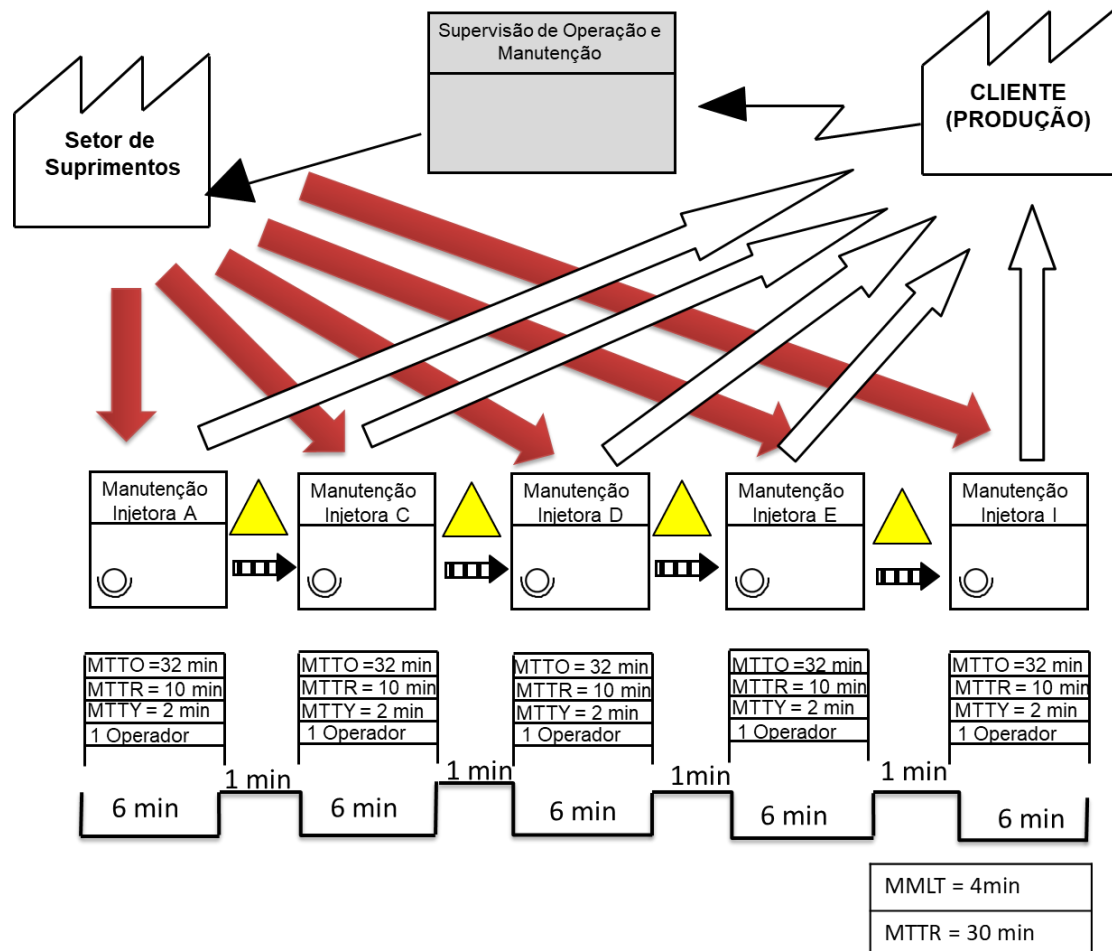 Supervisão de Operação e
Manutenção
CLIENTE
(PRODUÇÃO)
Setor de
Suprimentos
Manutenção
Injetora A
Manutenção
Injetora C
Manutenção
Injetora D
Manutenção
Injetora E
Manutenção
Injetora I
MTTO =32 min
MTTR = 10 min
MTTY = 2 min
1 Operador
MTTO =32 min
MTTR = 10 min
MTTY = 2 min
1 Operador
MTTO = 32 min
MTTR = 10 min
MTTY = 2 min
1 Operador
MTTO =32 min
MTTR = 10 min
MTTY = 2 min
1 Operador
MTTO =32 min
MTTR = 10 min
MTTY = 2 min
1 Operador
1 min
1 min
1min
1 min
6 min
6 min
6 min
6 min
6 min
MMLT = 4min
MTTR = 30 min